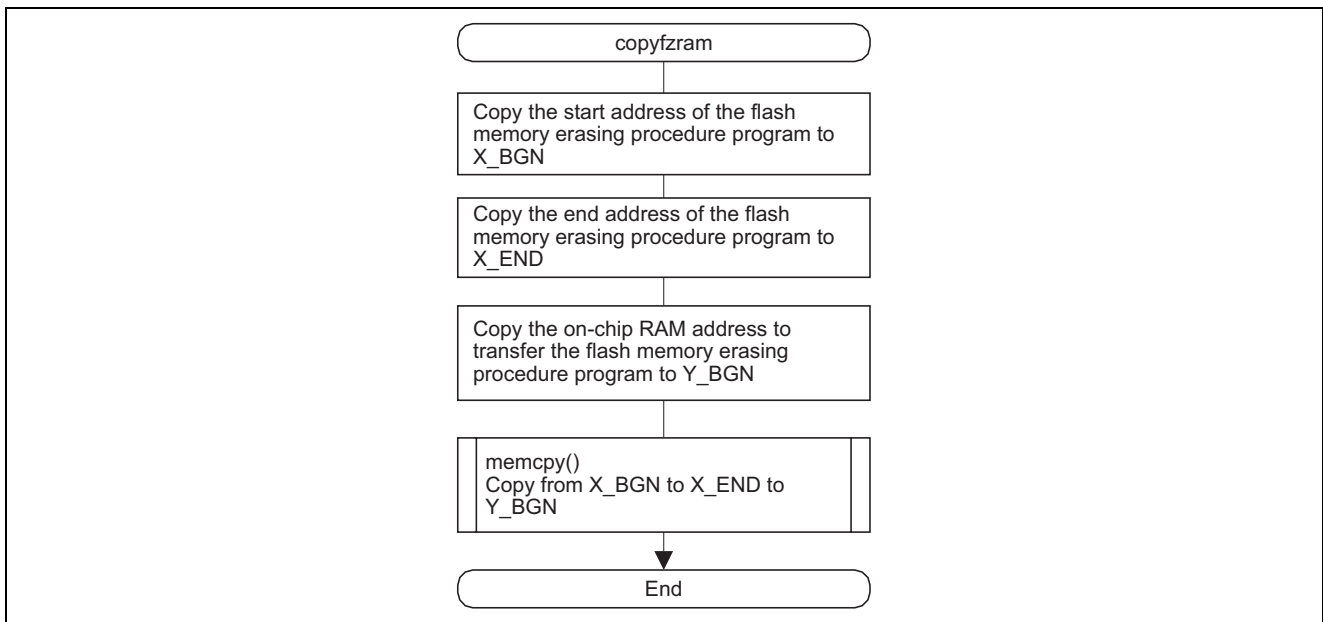 copyfzram
Copy the start address of the flash
memory erasing procedure program to
X_BGN
Copy the end address of the flash
memory erasing procedure program to
X_END
Copy the on-chip RAM address to
transfer the flash memory erasing
procedure program to Y_BGN
memcpy()
Copy from X_BGN to X_END to
Y_BGN
End